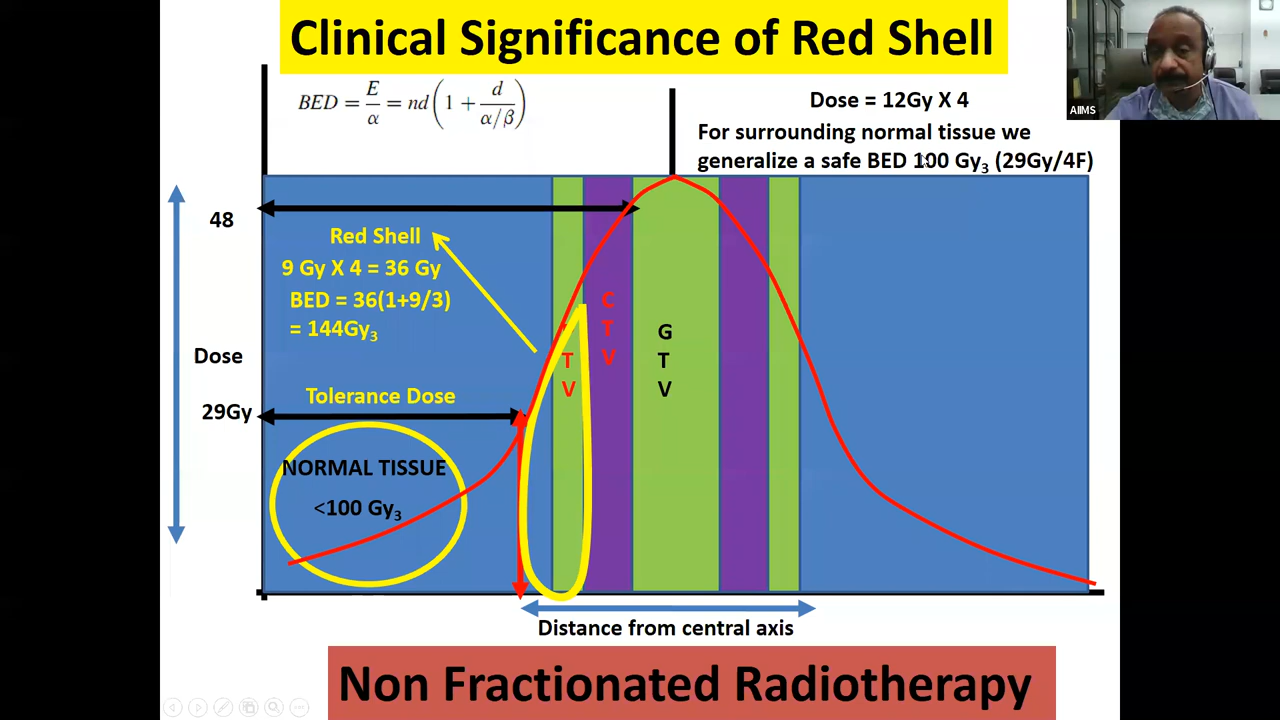 Clinical Significance of Red Shell
AIIMS
BED = E/α = nd(1 + d/(α/β))
Dose = 12Gy X 4
For surrounding normal tissue we
generalize a safe BED 100 Gy₃ (29Gy/4F)
48
Red Shell
9 Gy X 4 = 36 Gy
BED = 36(1+9/3)
= 144Gy₃
Dose
Tolerance Dose
29Gy
NORMAL TISSUE
<100 Gy₃
T
V
C
T
V
G
T
V
Distance from central axis
Non Fractionated Radiotherapy